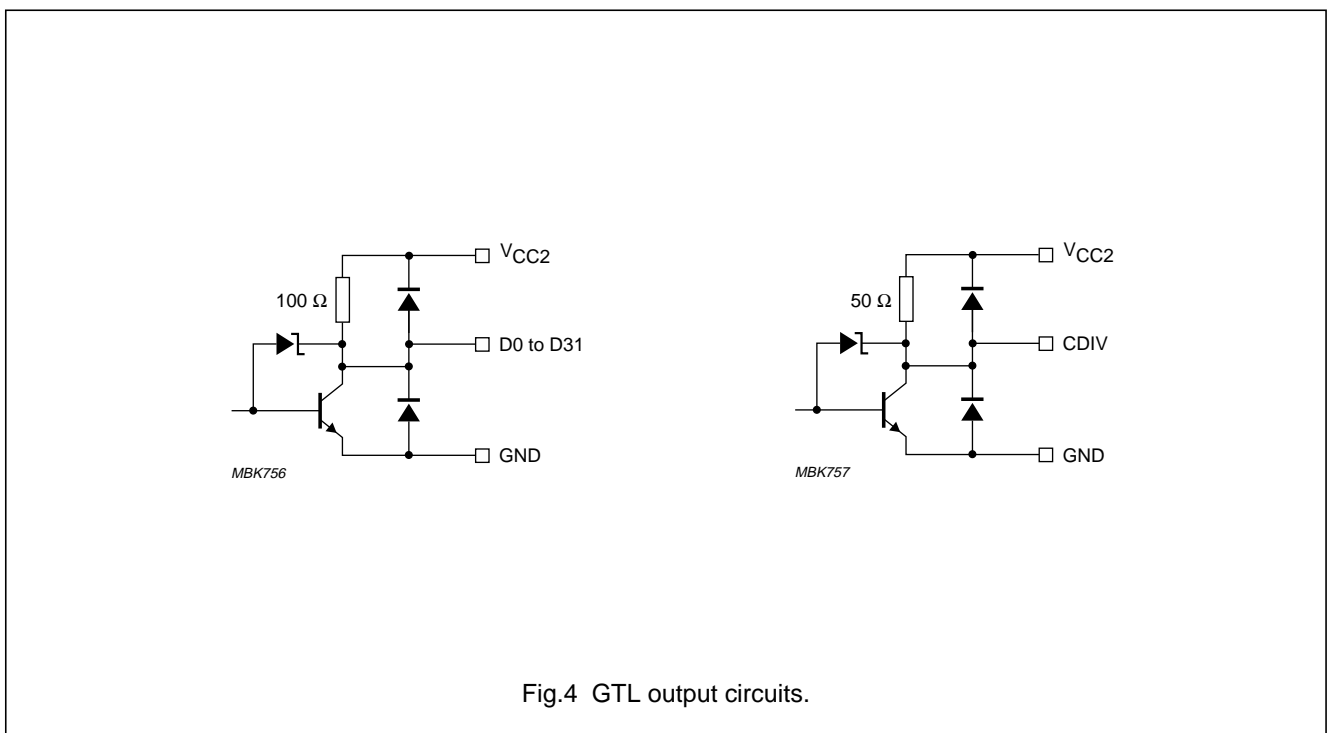 VCC2
100 Ω
D0 to D31
GND
MBK756
VCC2
50 Ω
CDIV
GND
MBK757
Fig.4 GTL output circuits.